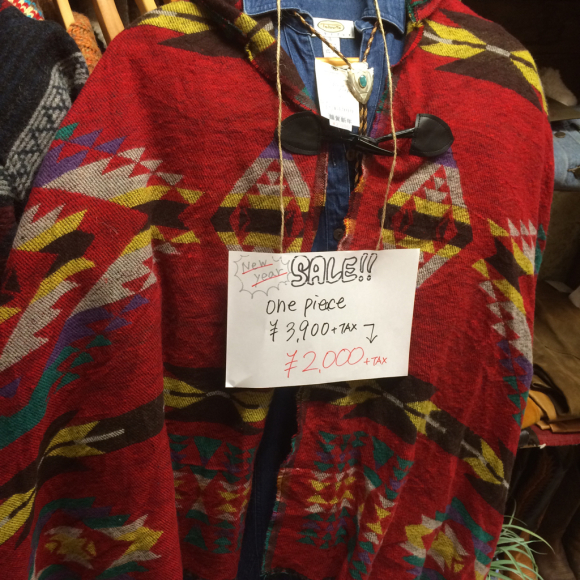 New year
SALE!!
one piece
¥3,900+TAX
¥2,000+TAX